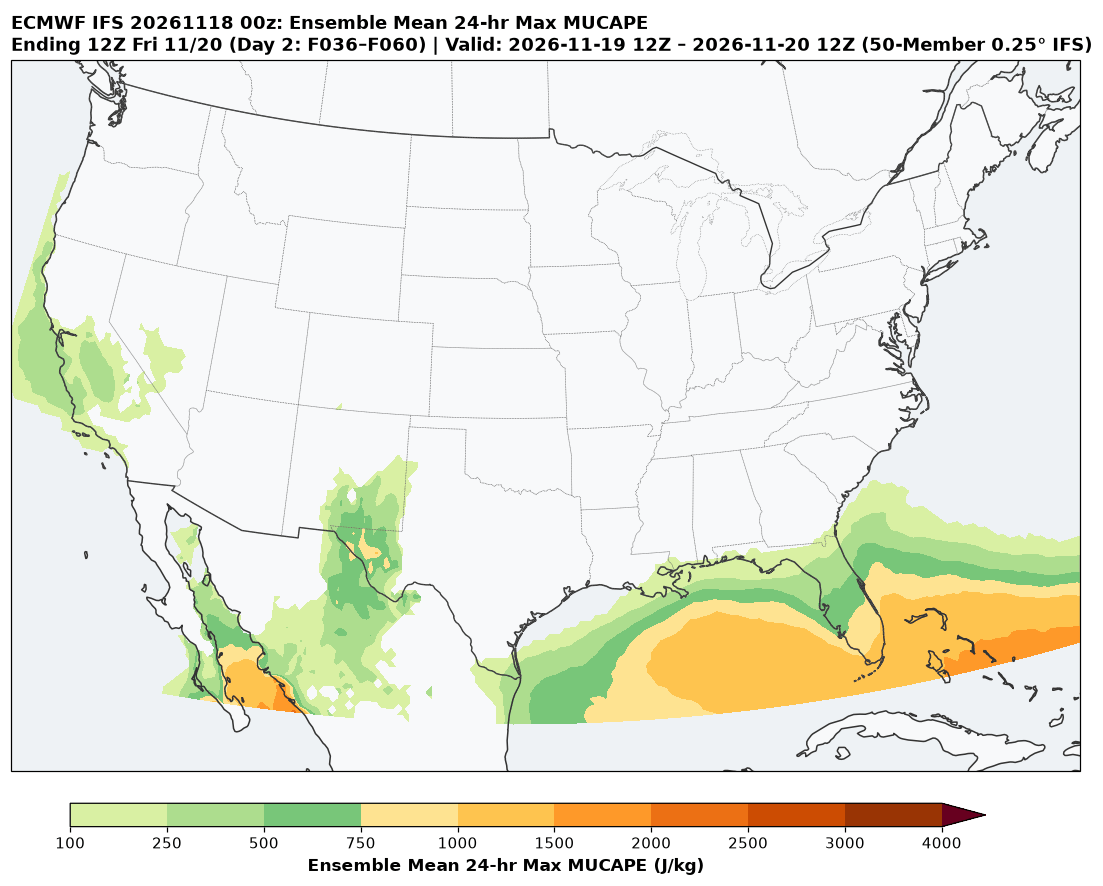 ECMWF IFS 20261118 00z: Ensemble Mean 24-hr Max MUCAPE
Ending 12Z Fri 11/20 (Day 2: F036–F060) | Valid: 2026-11-19 12Z – 2026-11-20 12Z (50-Member 0.25° IFS)
100 250 500 750 1000 1500 2000 2500 3000 4000
Ensemble Mean 24-hr Max MUCAPE (J/kg)